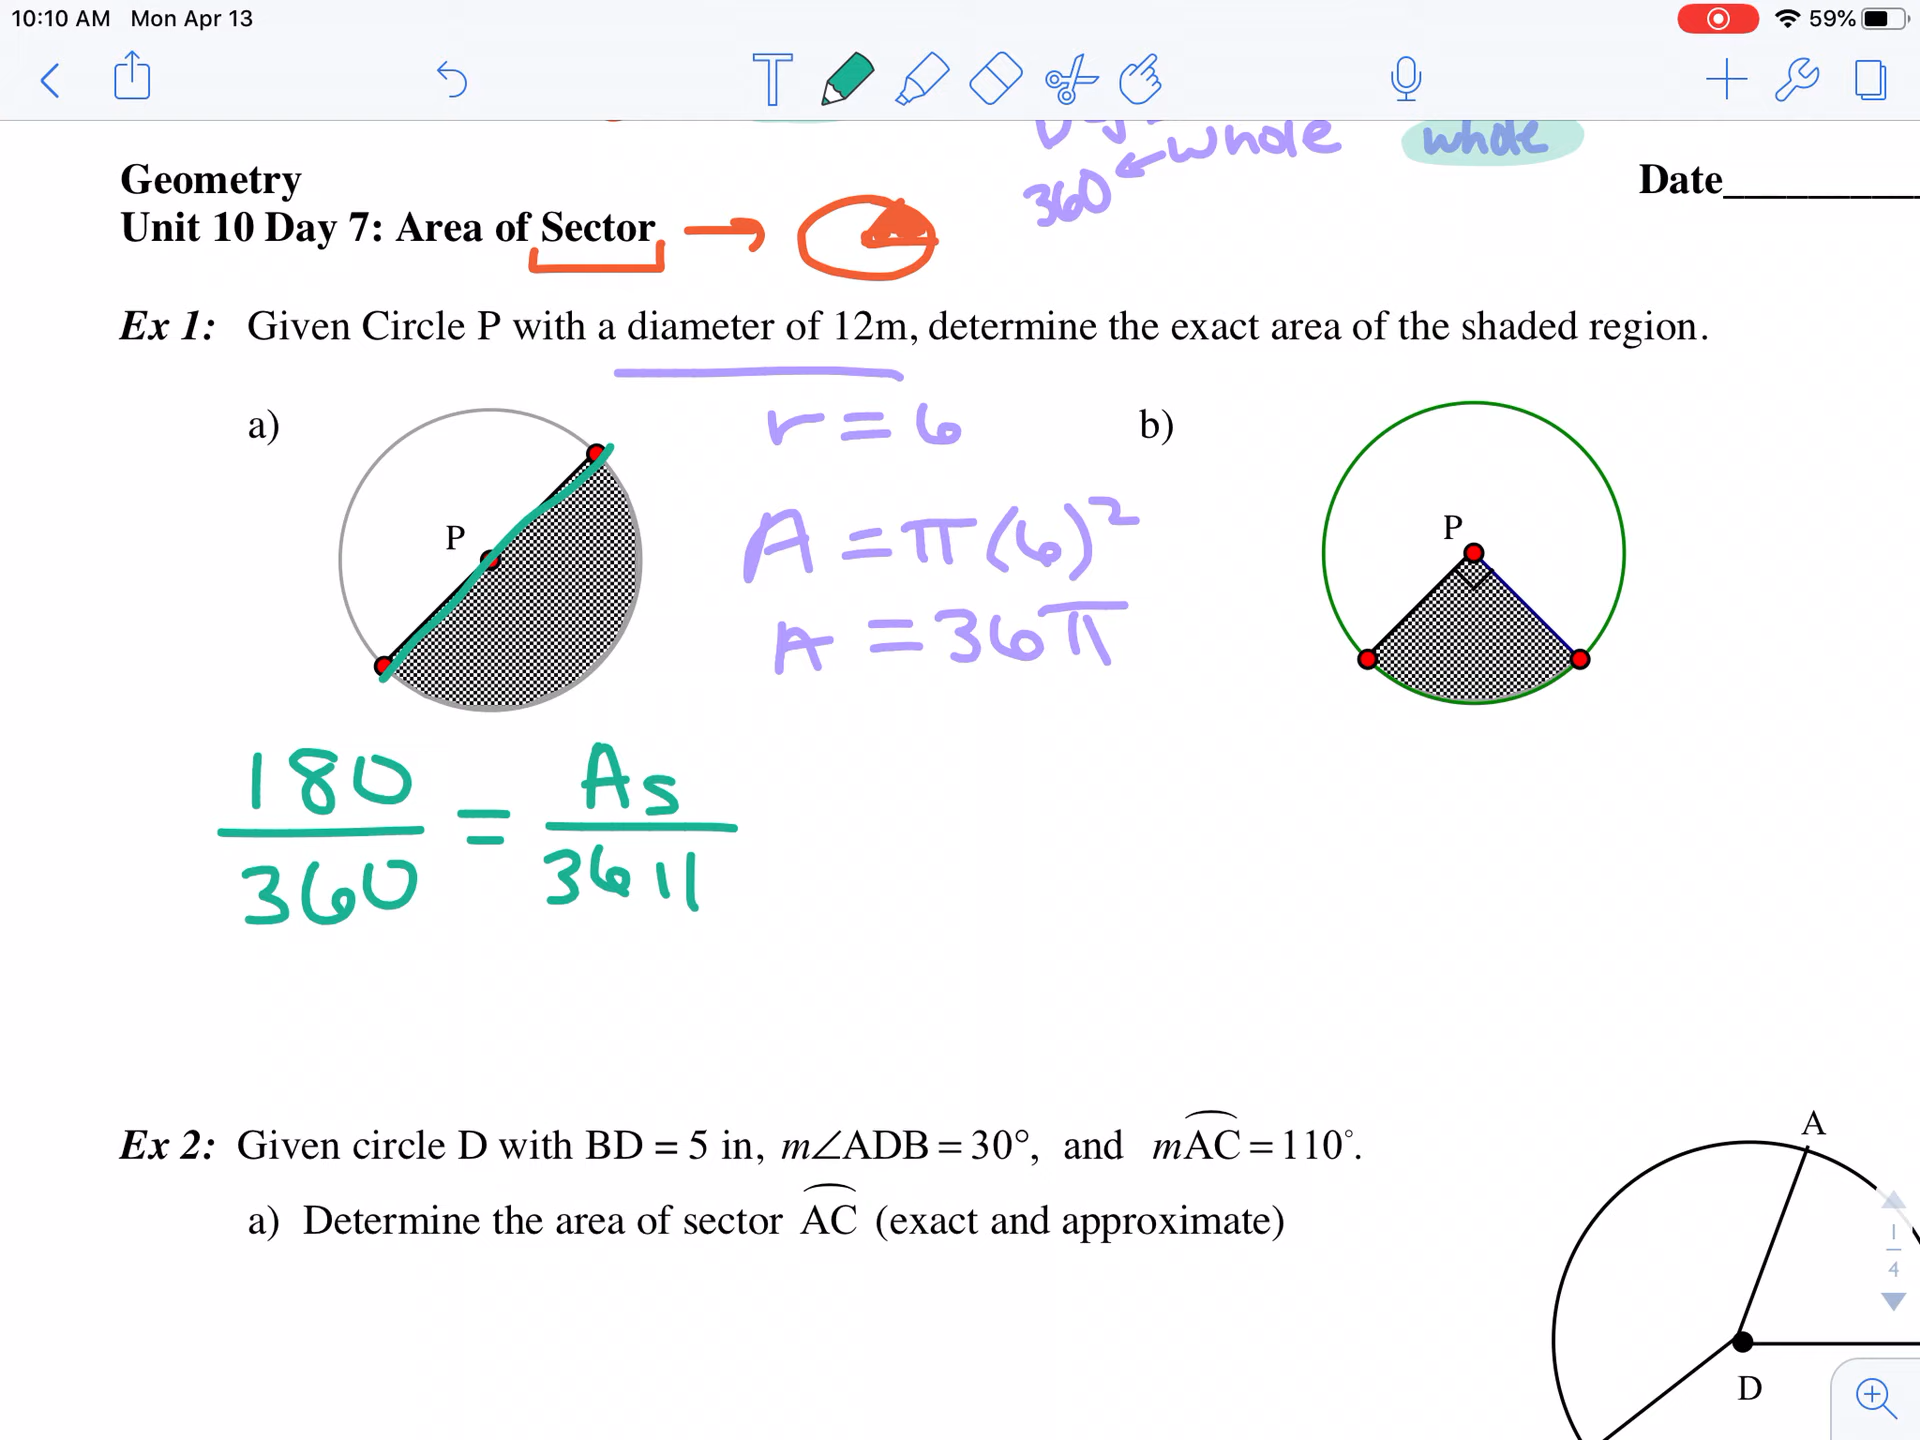 10:10 AM Mon Apr 13 59%
T
whole whole
360
Geometry Date__________
Unit 10 Day 7: Area of Sector
Ex 1: Given Circle P with a diameter of 12m, determine the exact area of the shaded region.
a) r = 6 b)
P A = π(6)² P
A = 36π
180/360 = As/36π
Ex 2: Given circle D with BD = 5 in, m∠ADB = 30°, and mAC = 110°.
a) Determine the area of sector AC (exact and approximate)
A
1
4
D